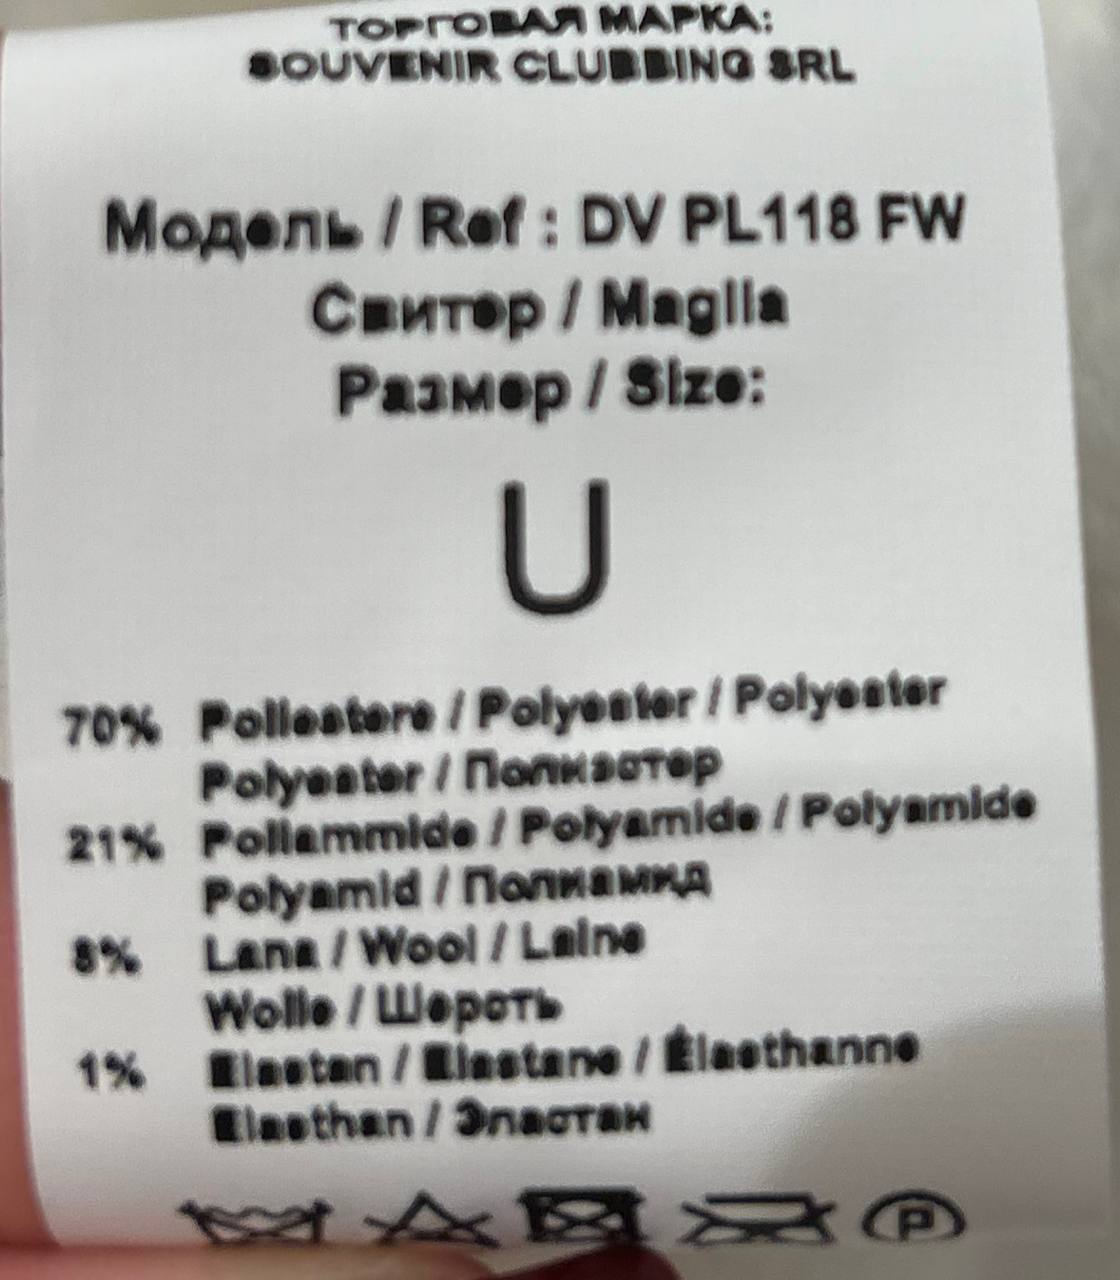 ТОРГОВАЯ МАРКА:
SOUVENIR CLUBBING SRL
Модель / Ref : DV PL118 FW
Свитер / Maglia
Размер / Size:
U
70% Poliestere / Polyester / Polyester
Polyester / Полиэстер
21% Poliammide / Polyamide / Polyamide
Polyamid / Полиамид
8% Lana / Wool / Laine
Wolle / Шерсть
1% Elastan / Elastane / Élasthanne
Elasthan / Эластан
P